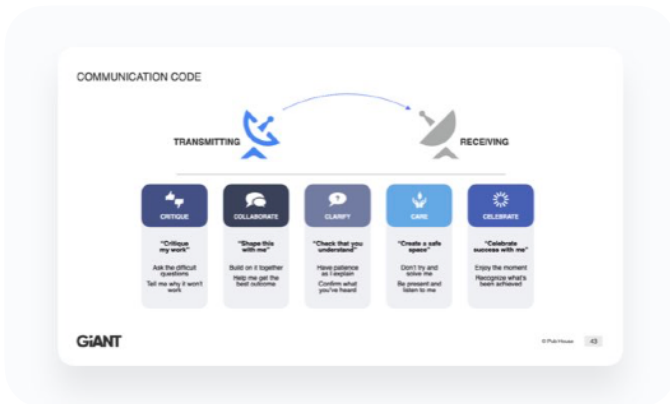 COMMUNICATION CODE
TRANSMITTING
RECEIVING
CRITIQUE
"Critique
my work"
Ask the difficult
questions
Tell me why it won't
work
COLLABORATE
"Shape this
with me"
Build on it together
Help me get the
best outcome
?
CLARIFY
"Check that you
understand"
Have patience
as I explain
Confirm what
you've heard
CARE
"Create a safe
space"
Don't try and
solve me
Be present and
listen to me
CELEBRATE
"Celebrate
success with me"
Enjoy the moment
Recognize what's
been achieved
GiANT
© Pub House
43